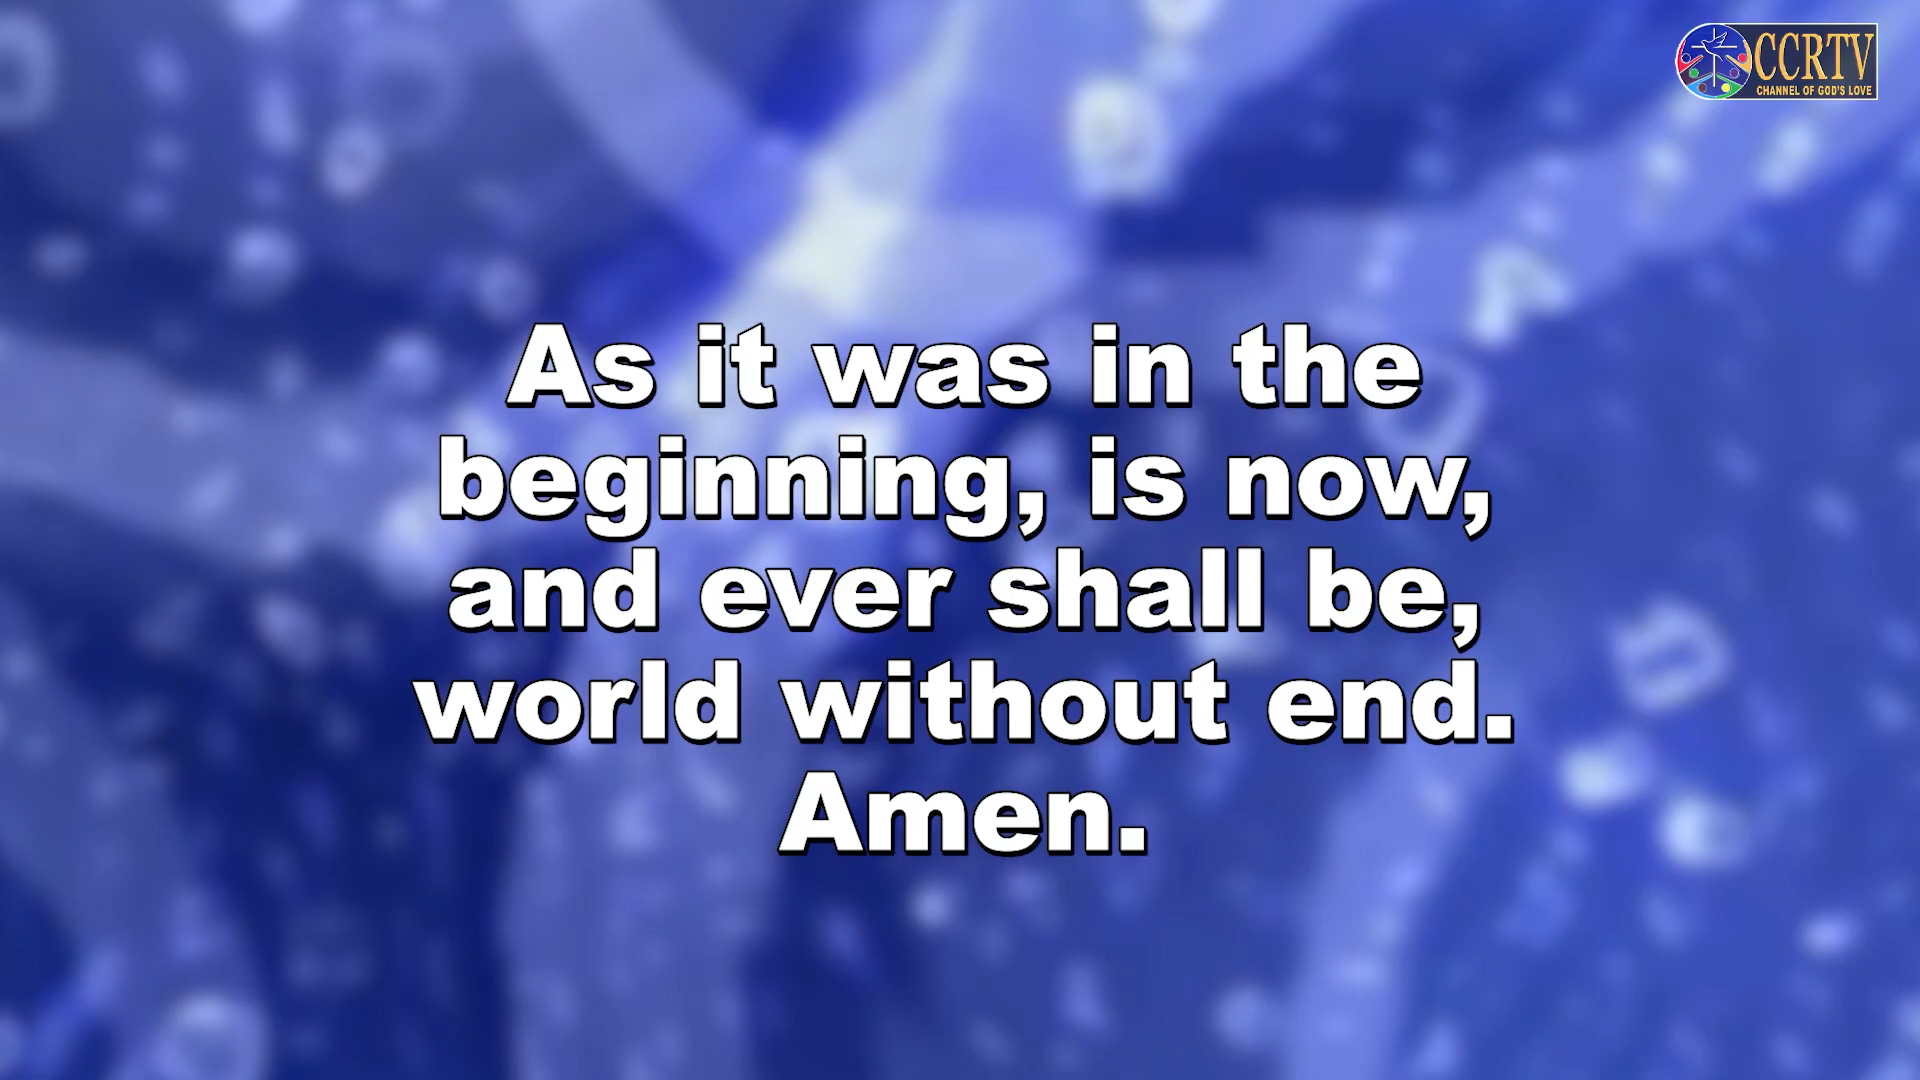 CCRTV
CHANNEL OF GOD'S LOVE
As it was in the
beginning, is now,
and ever shall be,
world without end.
Amen.